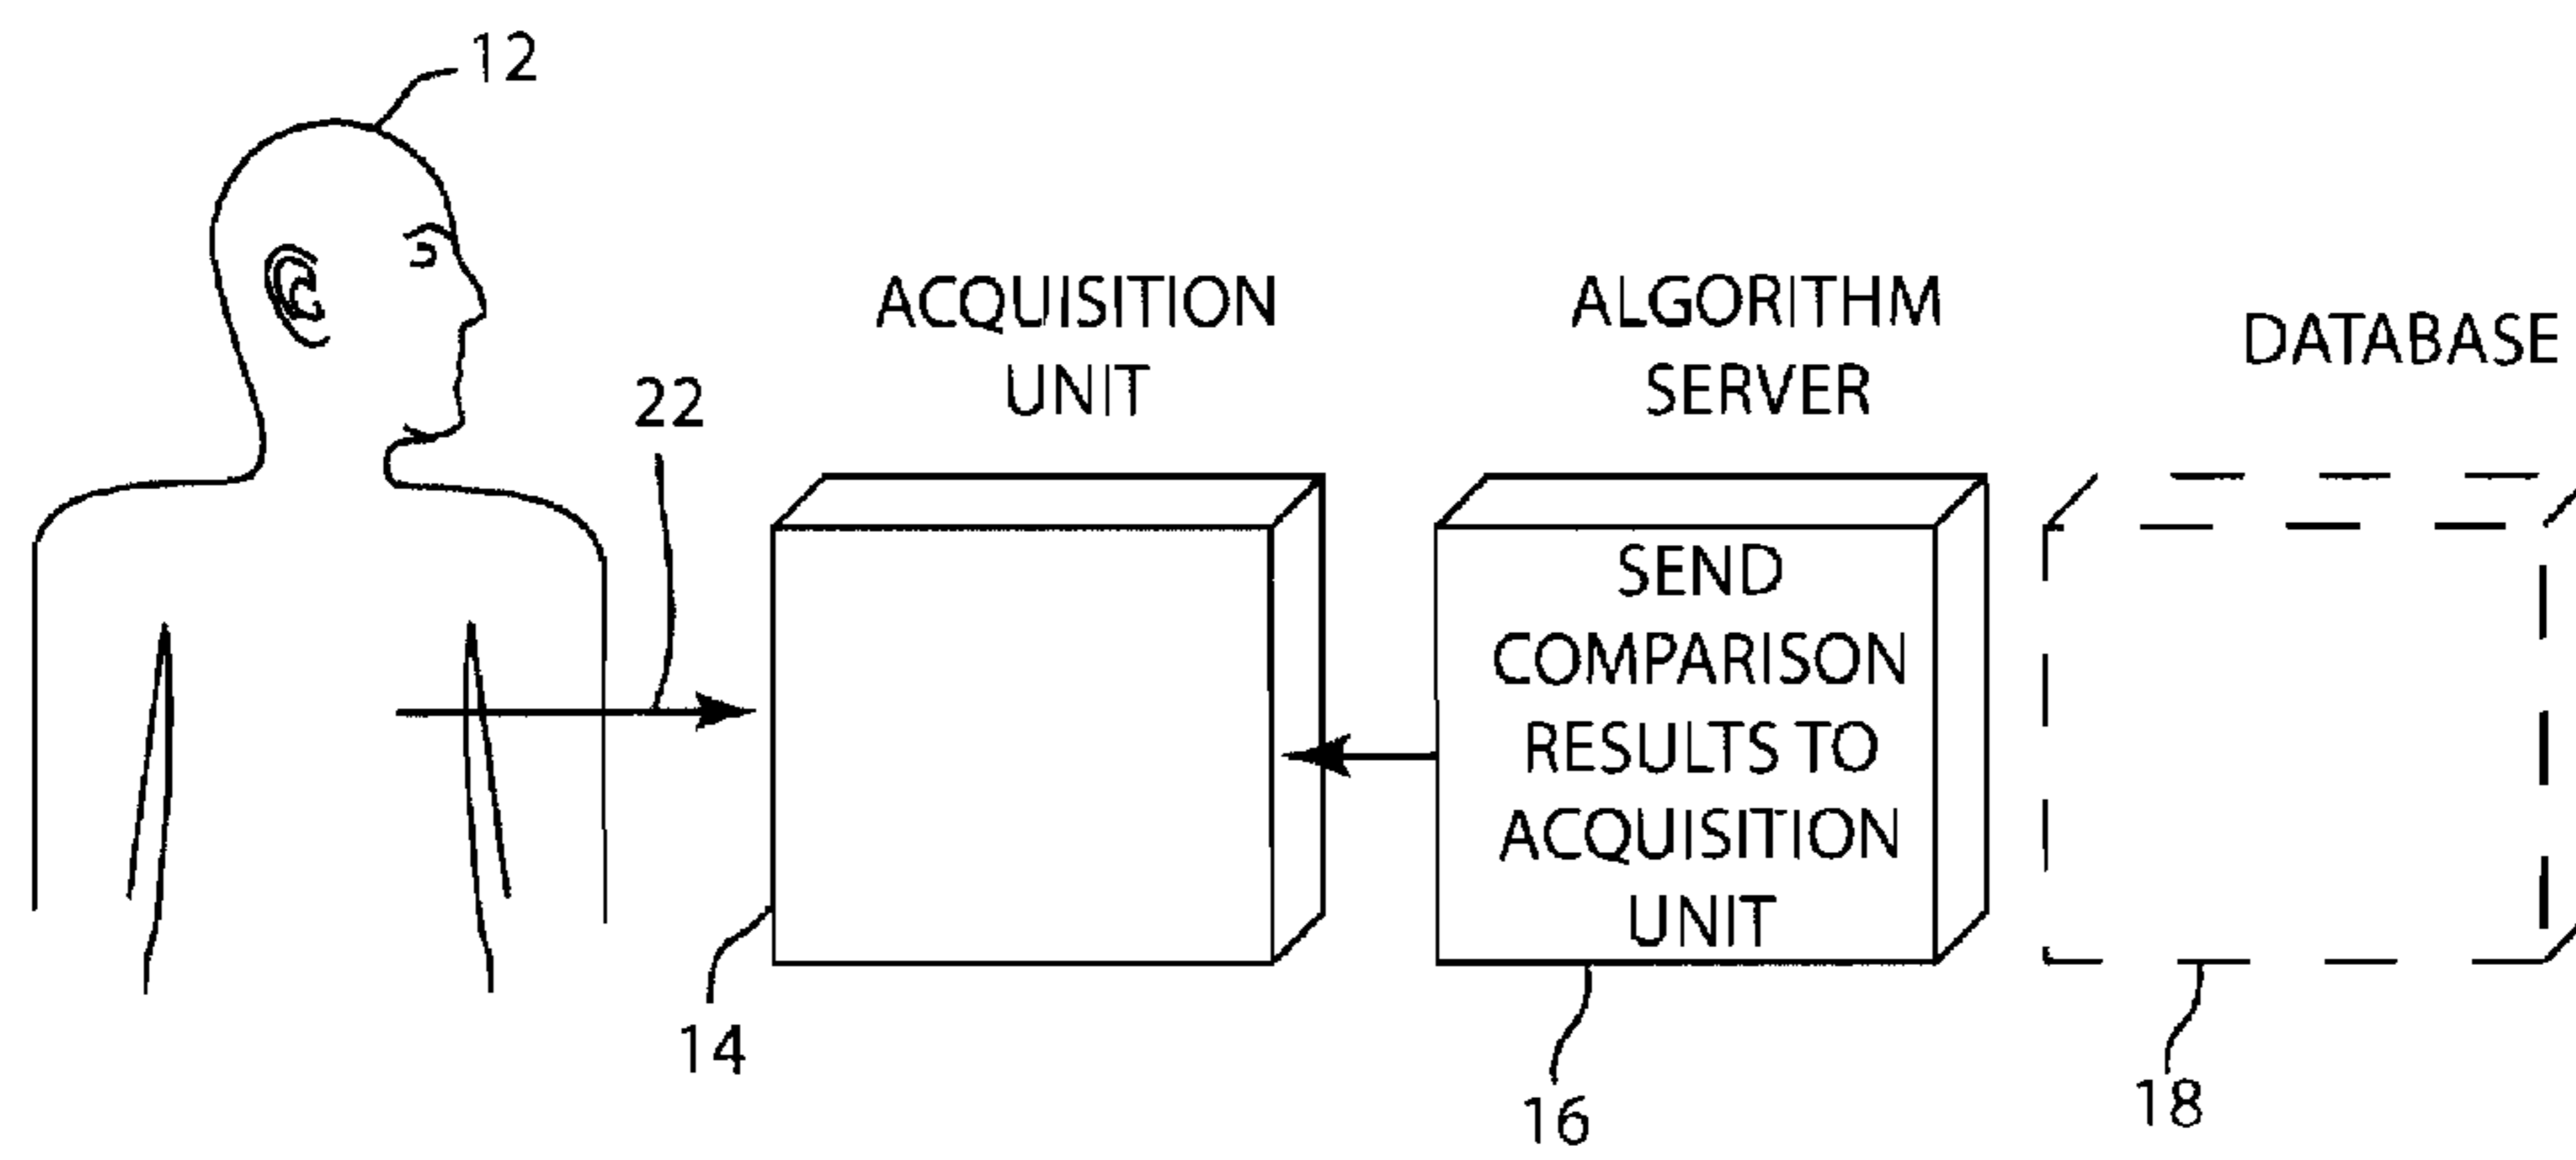 12
ACQUISITION
UNIT
ALGORITHM
SERVER
DATABASE
22
SEND
COMPARISON
RESULTS TO
ACQUISITION
UNIT
14
16
18